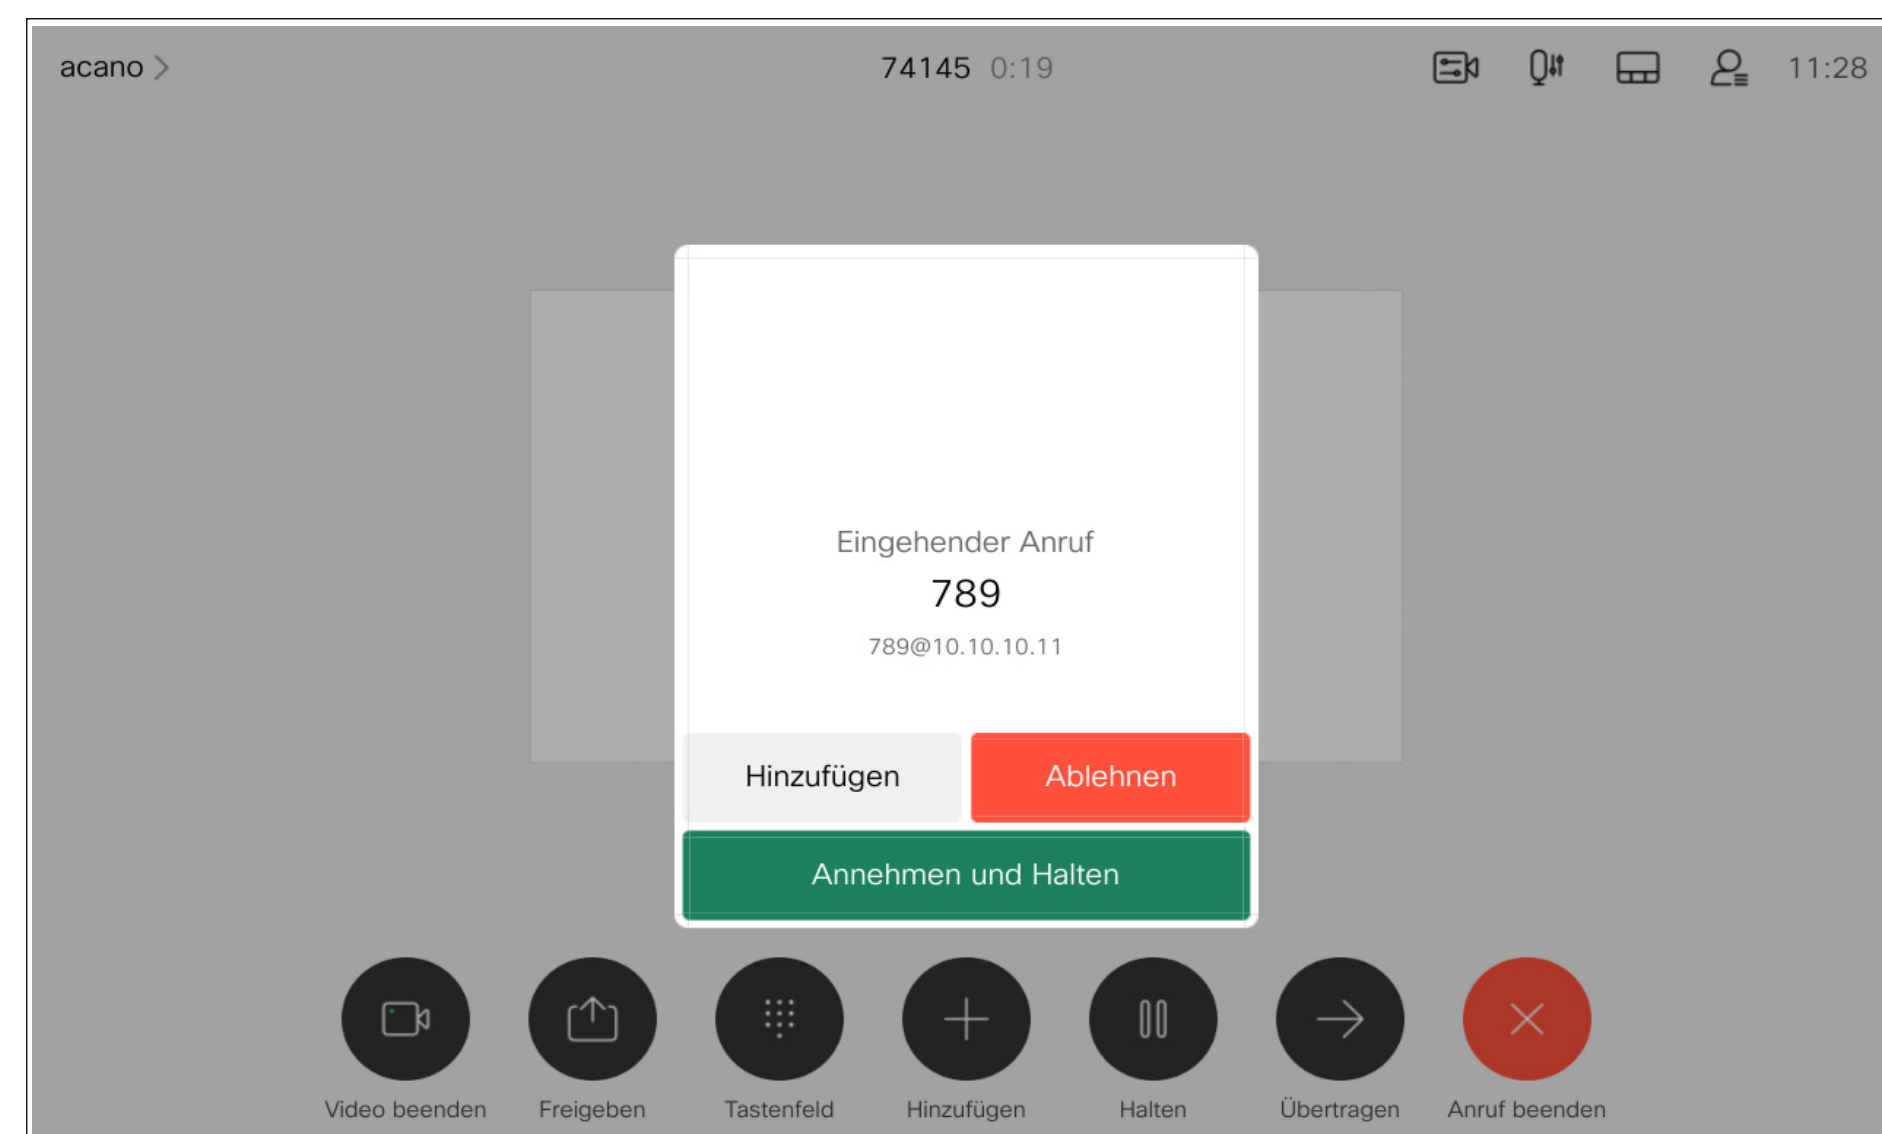 acano
74145 0:19
11:28
Eingehender Anruf
789
789@10.10.10.11
Hinzufügen
Ablehnen
Annehmen und Halten
Video beenden
Freigeben
Tastenfeld
Hinzufügen
Halten
Übertragen
Anruf beenden